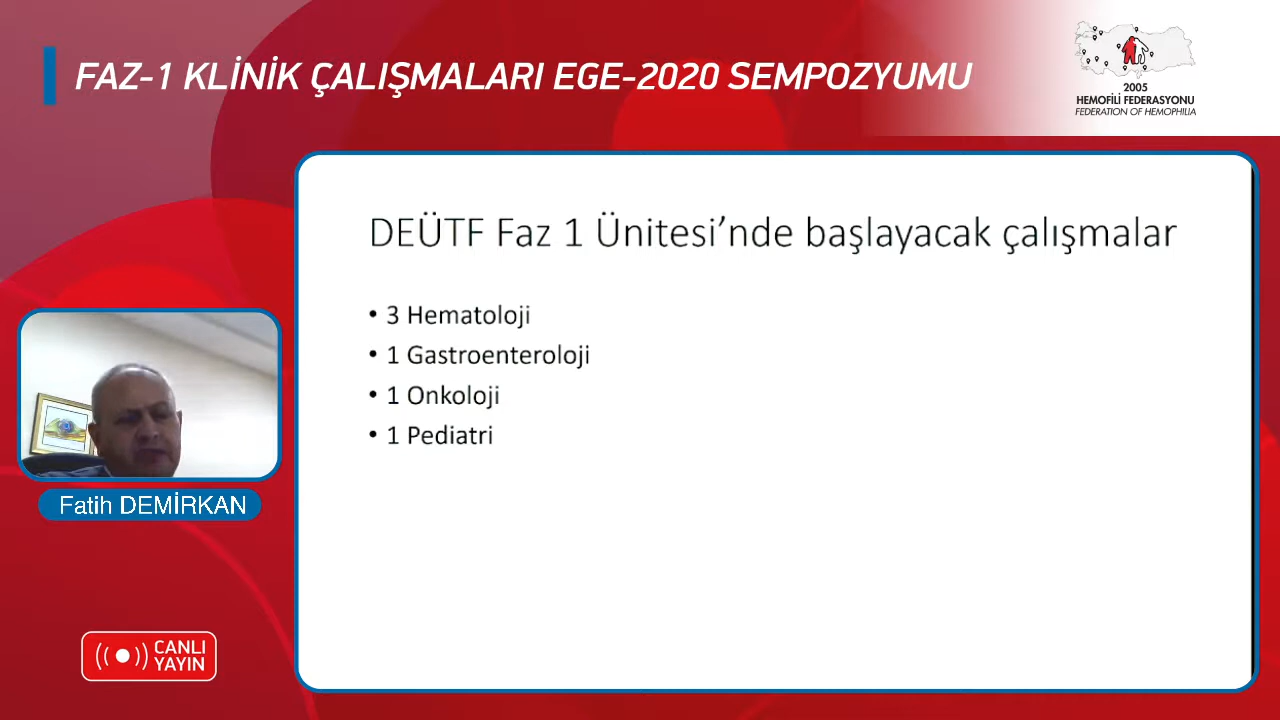 FAZ-1 KLİNİK ÇALIŞMALARI EGE-2020 SEMPOZYUMU
2005
HEMOFİLİ FEDERASYONU
FEDERATION OF HEMOPHILIA
DEÜTF Faz 1 Ünitesi’nde başlayacak çalışmalar
• 3 Hematoloji
• 1 Gastroenteroloji
• 1 Onkoloji
• 1 Pediatri
Fatih DEMİRKAN
CANLI
YAYIN